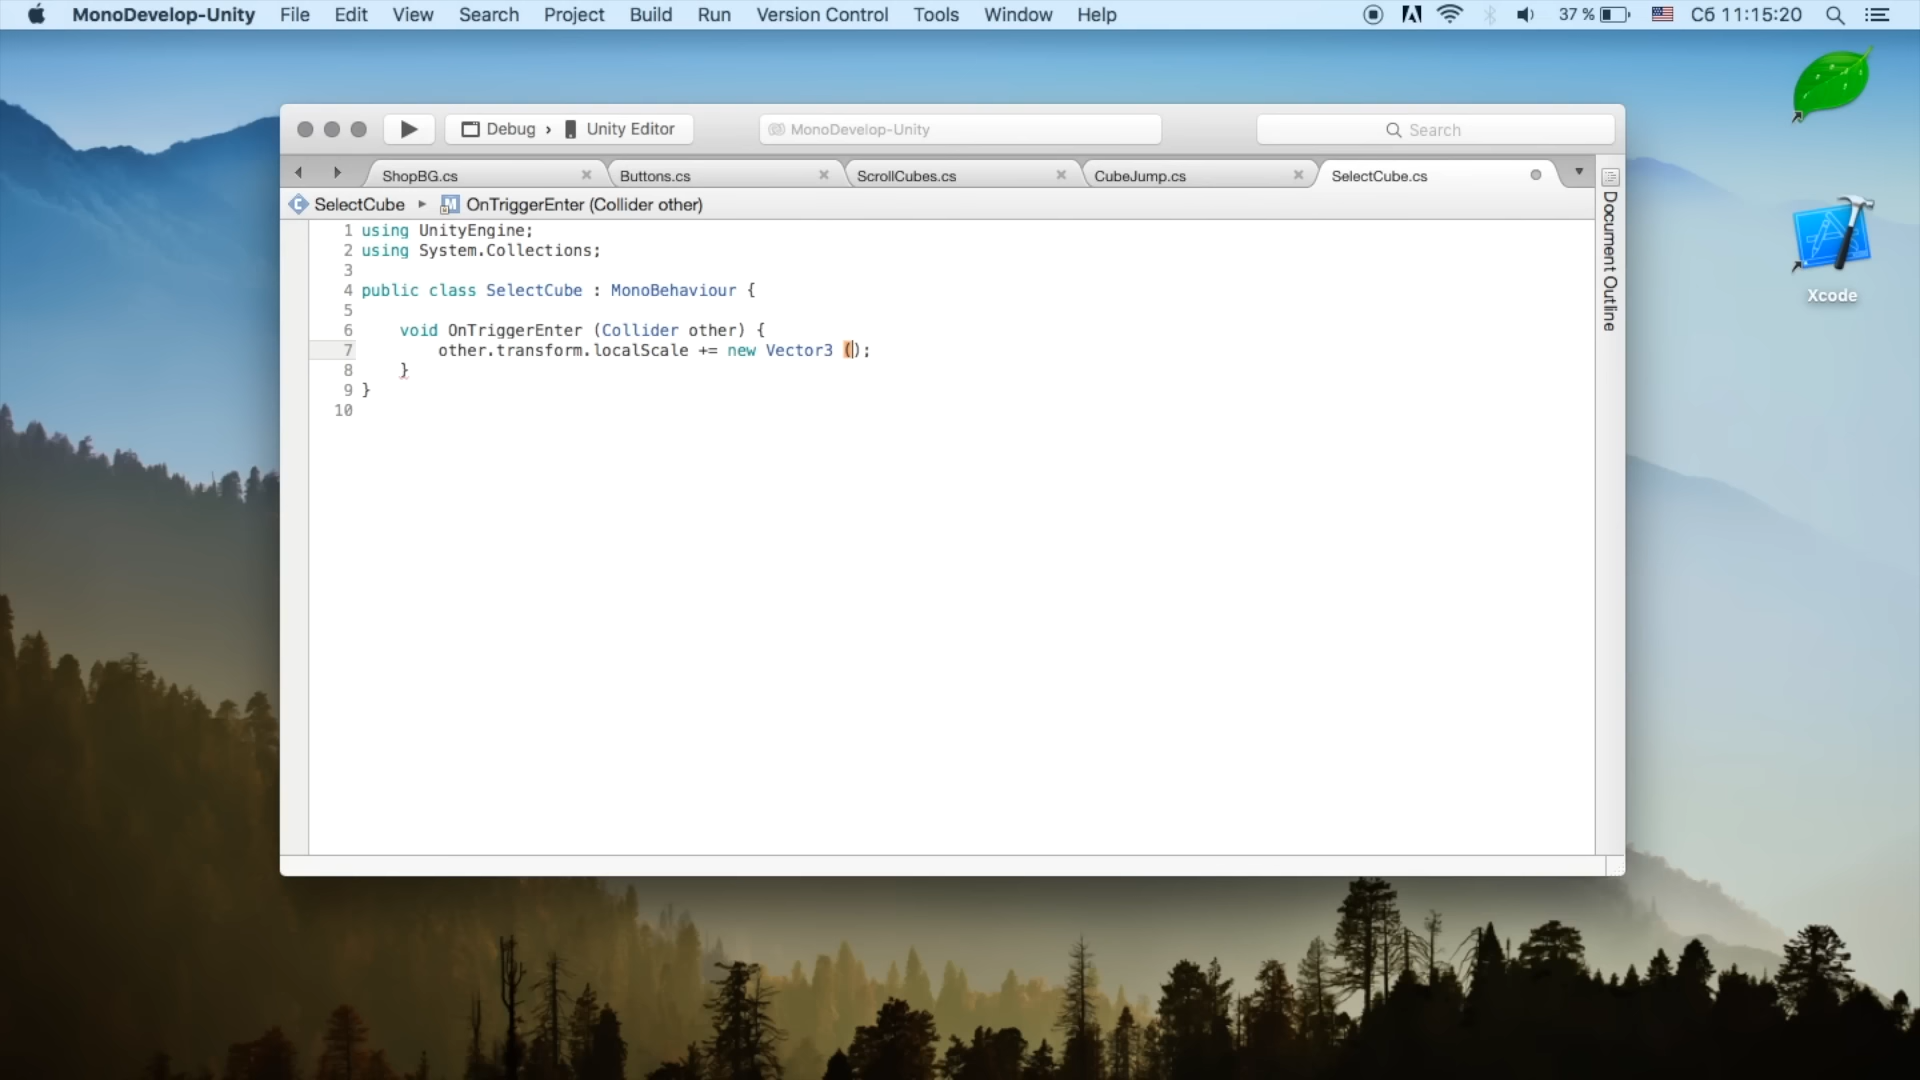 MonoDevelop-Unity File Edit View Search Project Build Run Version Control Tools Window Help 37 % Сб 11:15:20
Debug › Unity Editor MonoDevelop-Unity Search
ShopBG.cs Buttons.cs ScrollCubes.cs CubeJump.cs SelectCube.cs
SelectCube ▸ OnTriggerEnter (Collider other)
1 using UnityEngine;
2 using System.Collections;
3
4 public class SelectCube : MonoBehaviour {
5
6 void OnTriggerEnter (Collider other) {
7 other.transform.localScale += new Vector3 ();
8 }
9 }
10
Document Outline
Xcode